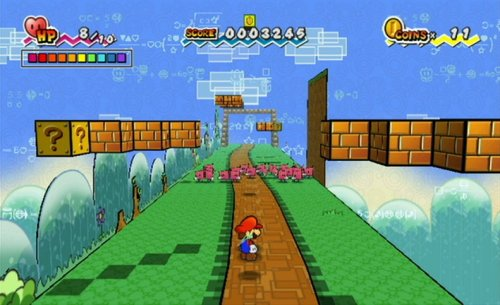 HP 8/10
SCORE 0003245
COINS × 11
? ?